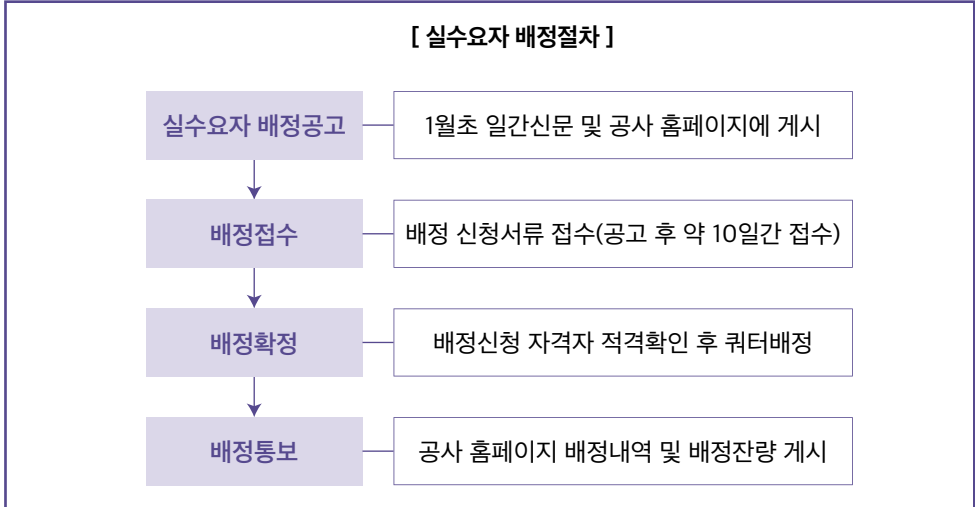 [ 실수요자 배정절차 ]
실수요자 배정공고
1월초 일간신문 및 공사 홈페이지에 게시
배정접수
배정 신청서류 접수(공고 후 약 10일간 접수)
배정확정
배정신청 자격자 적격확인 후 쿼터배정
배정통보
공사 홈페이지 배정내역 및 배정잔량 게시